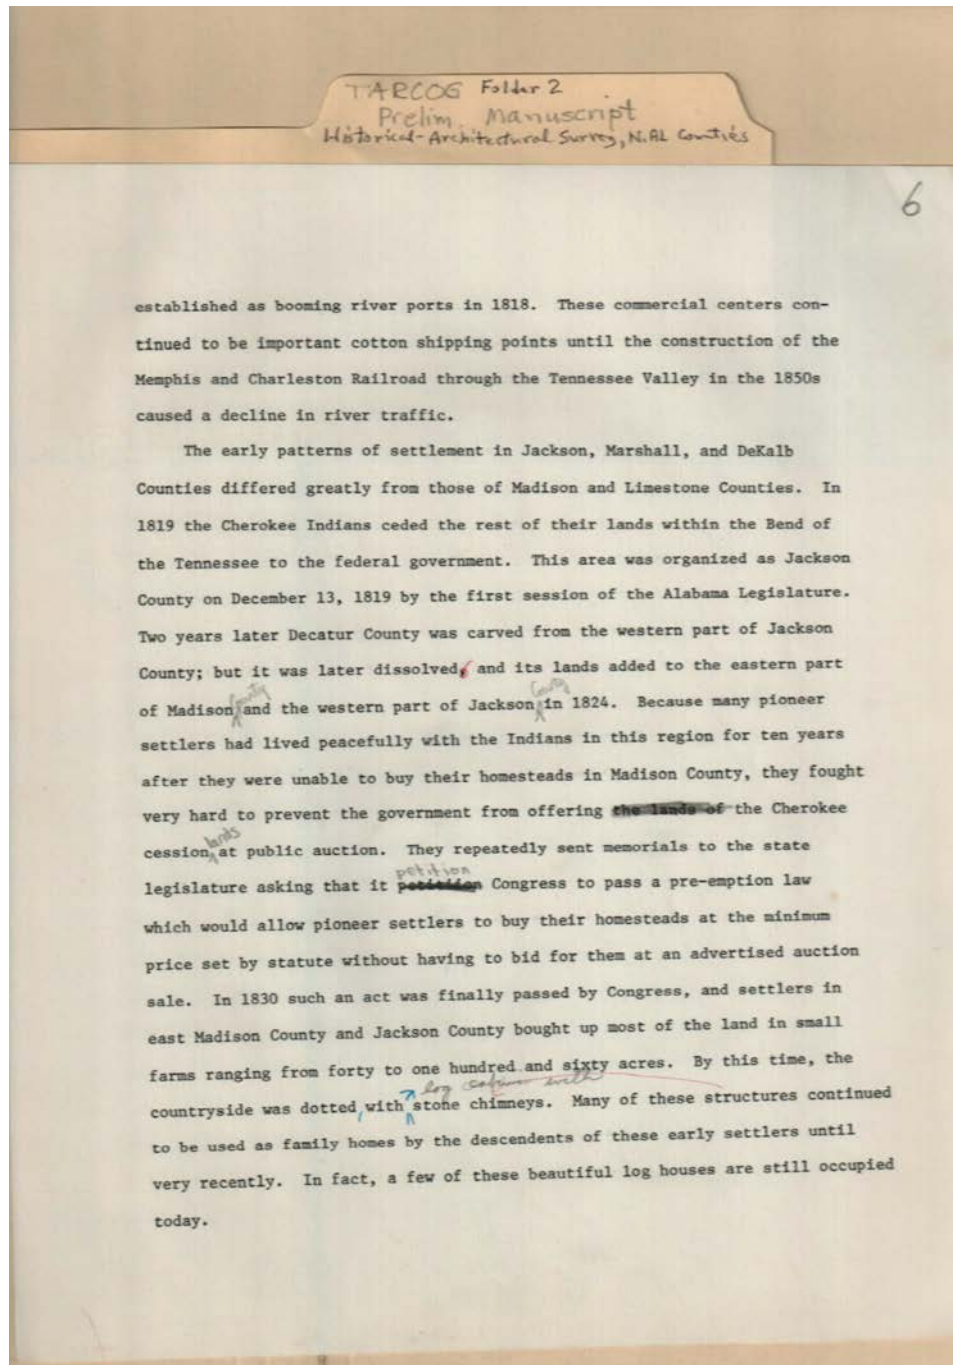 TARCOG Folder 2
Prelim. Manuscript
Historical-Architectural Survey, N.AL Counties
6
established as booming river ports in 1818. These commercial centers con-
tinued to be important cotton shipping points until the construction of the
Memphis and Charleston Railroad through the Tennessee Valley in the 1850s
caused a decline in river traffic.
The early patterns of settlement in Jackson, Marshall, and DeKalb
Counties differed greatly from those of Madison and Limestone Counties. In
1819 the Cherokee Indians ceded the rest of their lands within the Bend of
the Tennessee to the federal government. This area was organized as Jackson
County on December 13, 1819 by the first session of the Alabama Legislature.
Two years later Decatur County was carved from the western part of Jackson
County; but it was later dissolved, and its lands added to the eastern part
County County
of Madison and the western part of Jackson in 1824. Because many pioneer
settlers had lived peacefully with the Indians in this region for ten years
after they were unable to buy their homesteads in Madison County, they fought
very hard to prevent the government from offering the lands of the Cherokee
lands
cession at public auction. They repeatedly sent memorials to the state
petition
legislature asking that it Congress to pass a pre-emption law
which would allow pioneer settlers to buy their homesteads at the minimum
price set by statute without having to bid for them at an advertised auction
sale. In 1830 such an act was finally passed by Congress, and settlers in
east Madison County and Jackson County bought up most of the land in small
farms ranging from forty to one hundred and sixty acres. By this time, the
log cabins with
countryside was dotted, with stone chimneys. Many of these structures continued
to be used as family homes by the descendents of these early settlers until
very recently. In fact, a few of these beautiful log houses are still occupied
today.